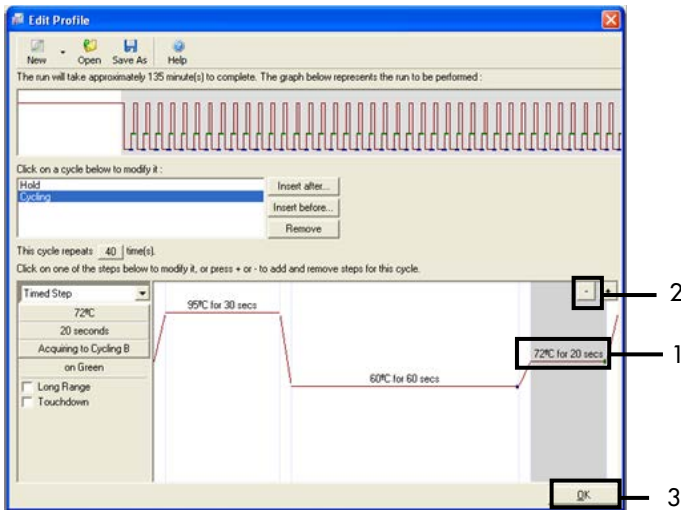 Edit Profile
New Open Save As Help
The run will take approximately 135 minute(s) to complete. The graph below represents the run to be performed :
Click on a cycle below to modify it :
Hold
Cycling
Insert after...
Insert before...
Remove
This cycle repeats 40 time(s).
Click on one of the steps below to modify it, or press + or - to add and remove steps for this cycle.
Timed Step
72ºC
20 seconds
Acquiring to Cycling B
on Green
Long Range
Touchdown
95ºC for 30 secs
60ºC for 60 secs
72ºC for 20 secs
- +
2
1
OK
3